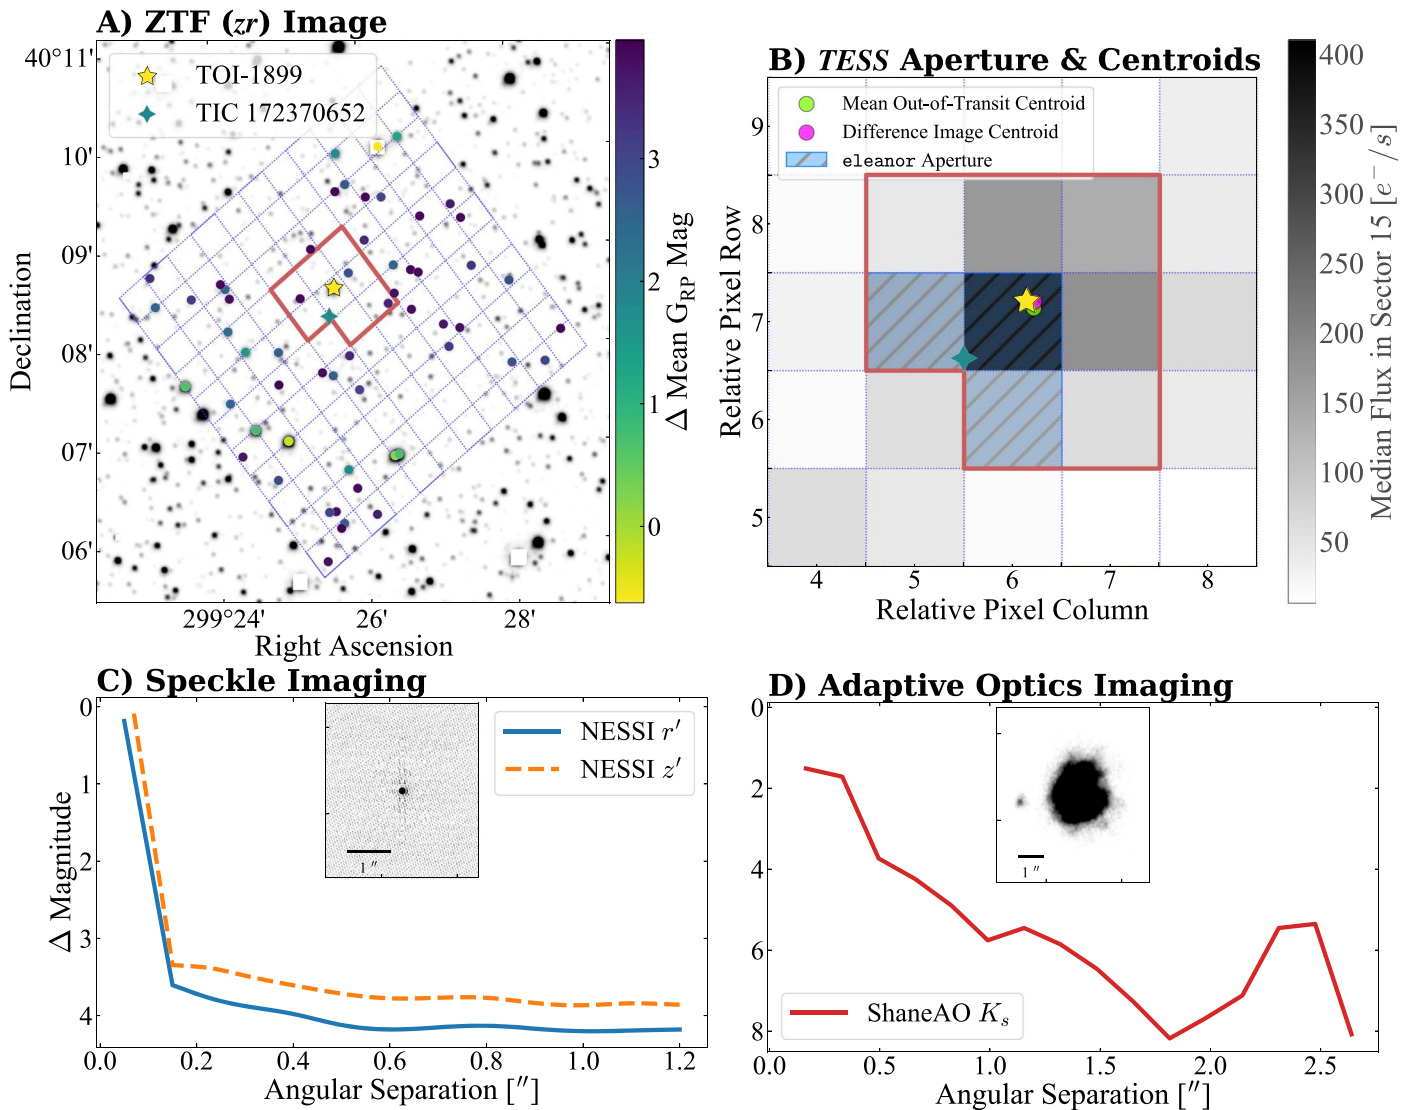 A) ZTF (zr) Image
40°11'
10'
09'
08'
07'
06'
Declination
TOI-1899
TIC 172370652
299°24'
26'
28'
Right Ascension
3
2
1
0
Δ Mean G_RP Mag
B) TESS Aperture & Centroids
Mean Out-of-Transit Centroid
Difference Image Centroid
eleanor Aperture
9
8
7
6
5
Relative Pixel Row
4 5 6 7 8
Relative Pixel Column
400
350
300
250
200
150
100
50
Median Flux in Sector 15 [e⁻/s]
C) Speckle Imaging
0
1
2
3
4
Δ Magnitude
NESSI r′
NESSI z′
1 ″
0.0 0.2 0.4 0.6 0.8 1.0 1.2
Angular Separation [″]
D) Adaptive Optics Imaging
0
2
4
6
8
1 ″
ShaneAO K_s
0.0 0.5 1.0 1.5 2.0 2.5
Angular Separation [″]